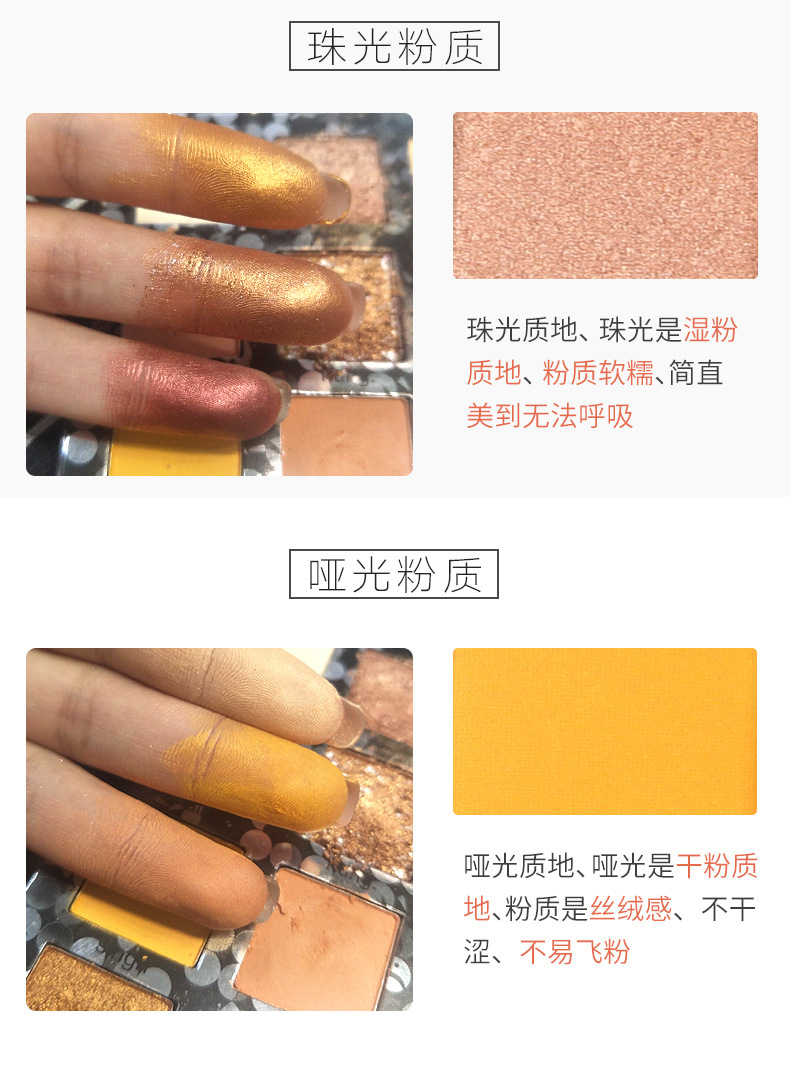 珠光粉质
珠光质地、珠光是湿粉
质地、粉质软糯、简直
美到无法呼吸
哑光粉质
哑光质地、哑光是干粉质
地、粉质是丝绒感、不干
涩、不易飞粉